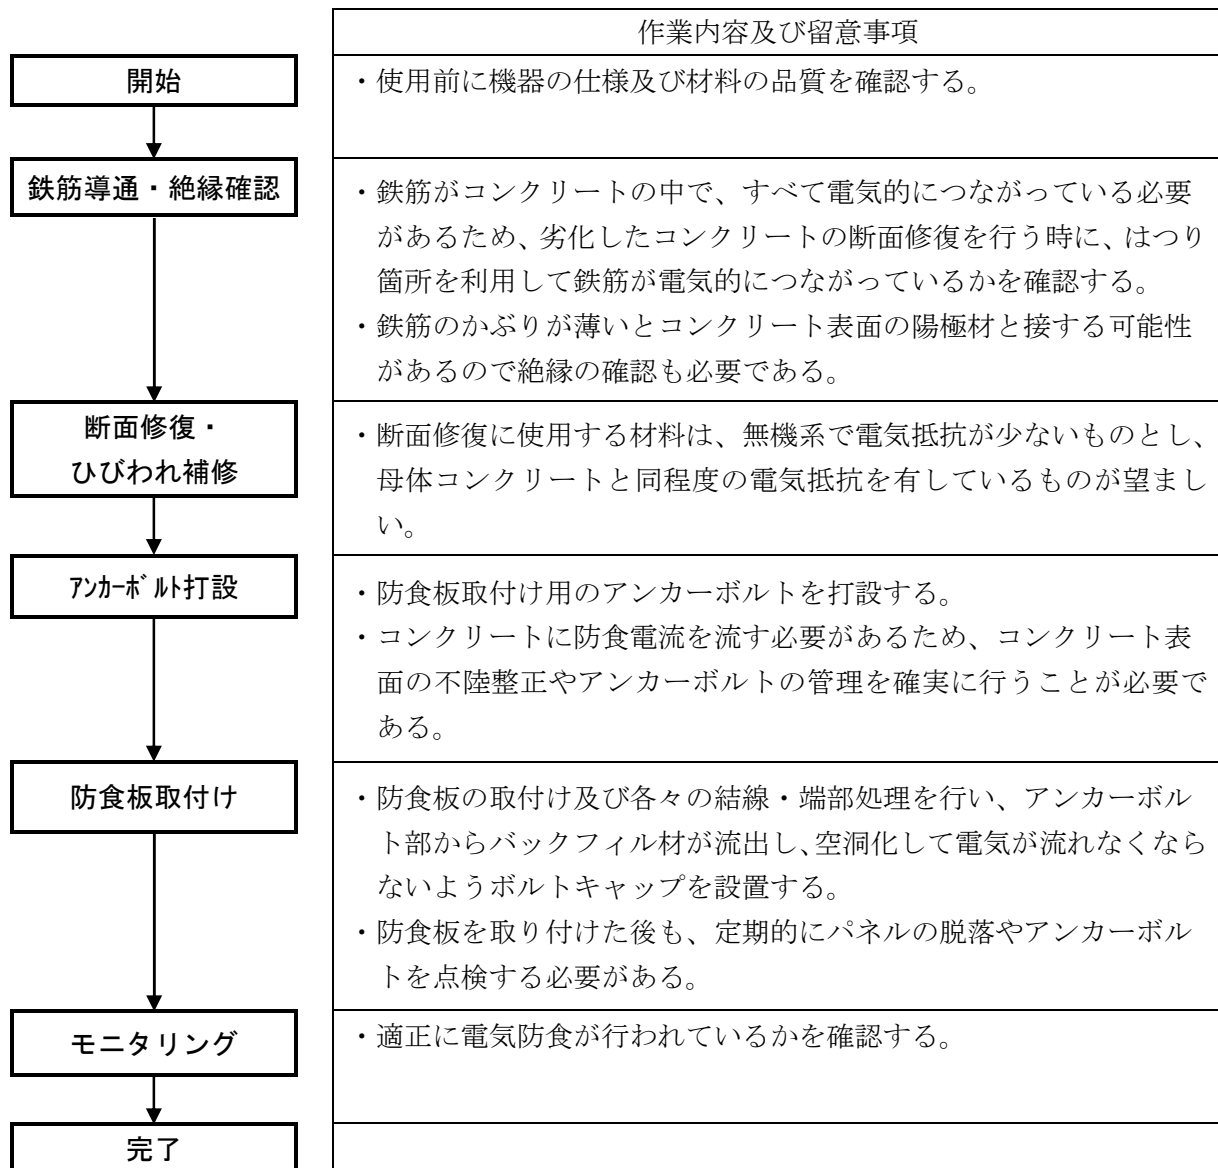 作業内容及び留意事項
開始
・使用前に機器の仕様及び材料の品質を確認する。
鉄筋導通・絶縁確認
・鉄筋がコンクリートの中で、すべて電気的につながっている必要
があるため、劣化したコンクリートの断面修復を行う時に、はつり
箇所を利用して鉄筋が電気的につながっているかを確認する。
・鉄筋のかぶりが薄いとコンクリート表面の陽極材と接する可能性
があるので絶縁の確認も必要である。
断面修復・
ひびわれ補修
・断面修復に使用する材料は、無機系で電気抵抗が少ないものとし、
母体コンクリートと同程度の電気抵抗を有しているものが望まし
い。
ｱﾝｶｰﾎﾞﾙﾄ打設
・防食板取付け用のアンカーボルトを打設する。
・コンクリートに防食電流を流す必要があるため、コンクリート表
面の不陸整正やアンカーボルトの管理を確実に行うことが必要で
ある。
防食板取付け
・防食板の取付け及び各々の結線・端部処理を行い、アンカーボル
ト部からバックフィル材が流出し、空洞化して電気が流れなくなら
ないようボルトキャップを設置する。
・防食板を取り付けた後も、定期的にパネルの脱落やアンカーボル
トを点検する必要がある。
モニタリング
・適正に電気防食が行われているかを確認する。
完了